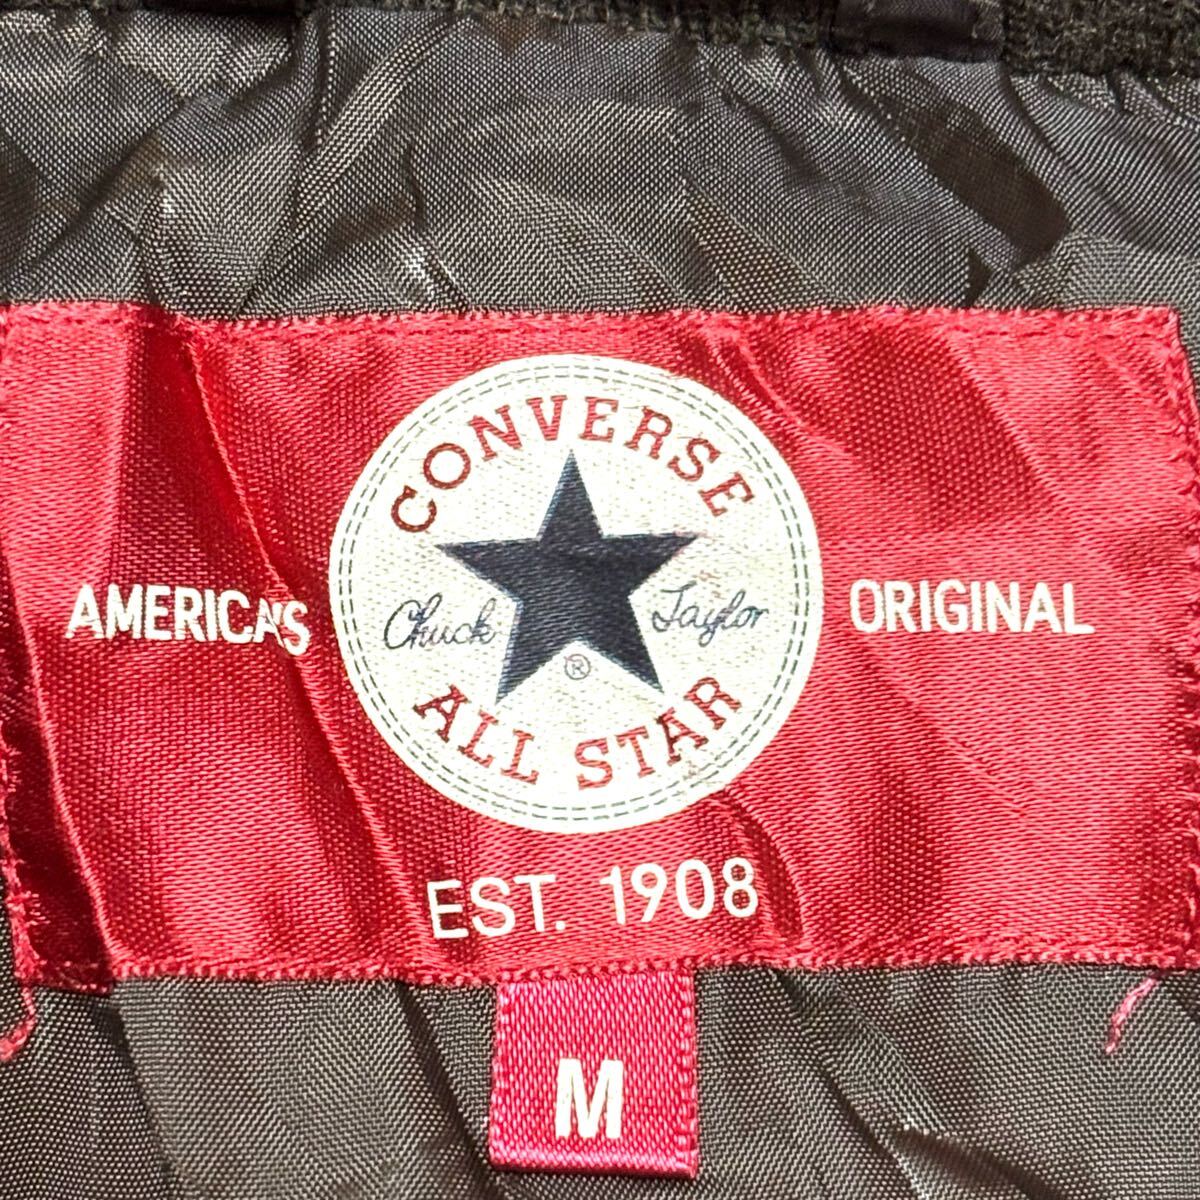 CONVERSE
Chuck Taylor
®
ALL STAR
AMERICA'S ORIGINAL
EST. 1908
M